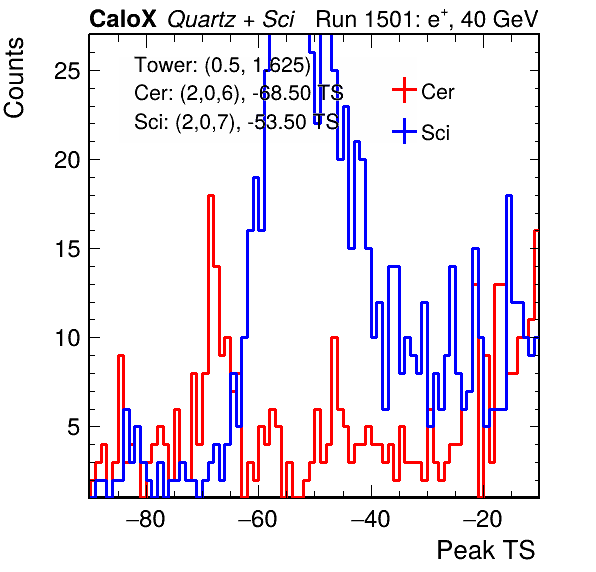 CaloX Quartz + Sci Run 1501: e+, 40 GeV
Counts
Tower: (0.5, 1.625)
Cer: (2,0,6), -68.50 TS
Sci: (2,0,7), -53.50 TS
Cer
Sci
25
20
15
10
5
−80 −60 −40 −20
Peak TS